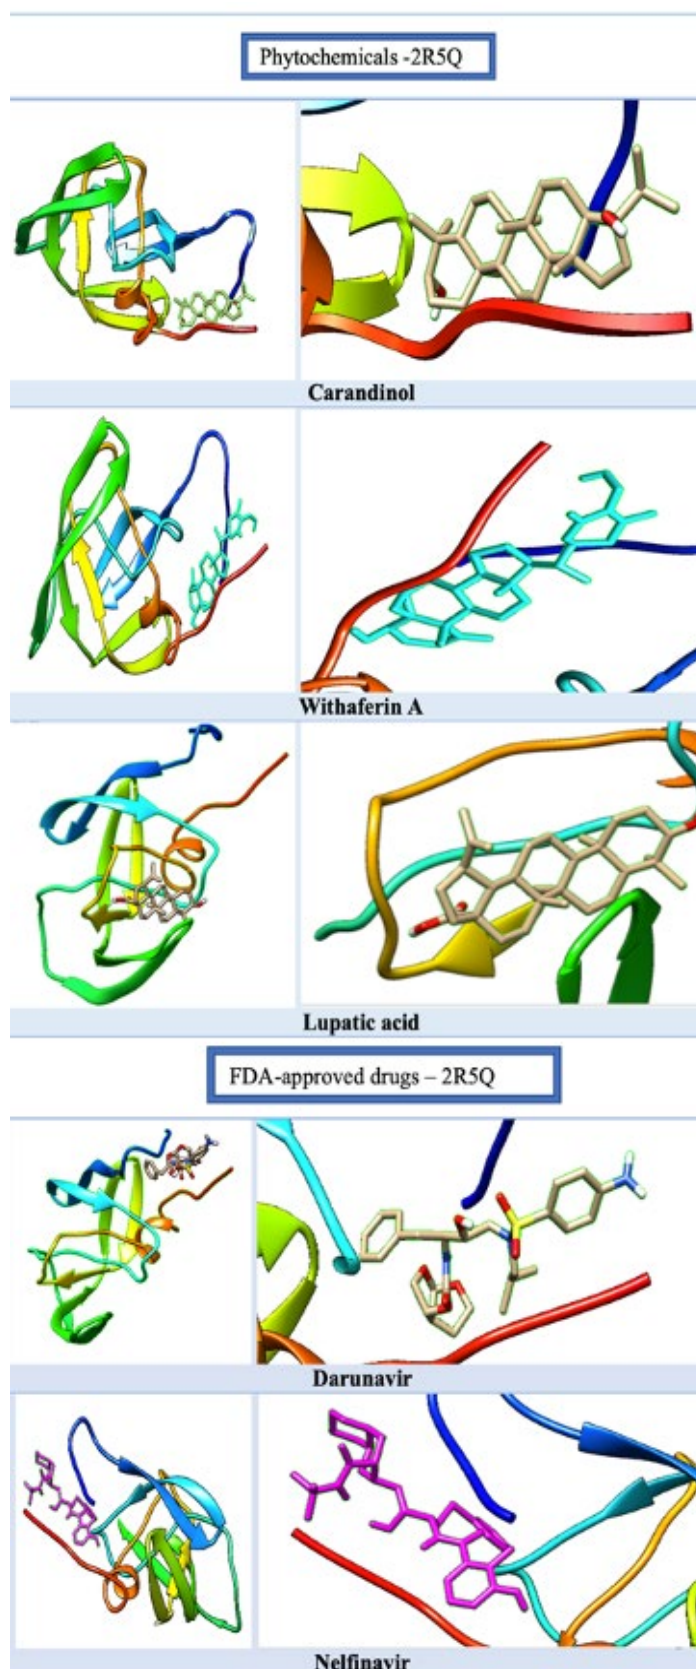 Phytochemicals -2R5Q
Carandinol
Withaferin A
Lupatic acid
FDA-approved drugs – 2R5Q
Darunavir
Nelfinavir